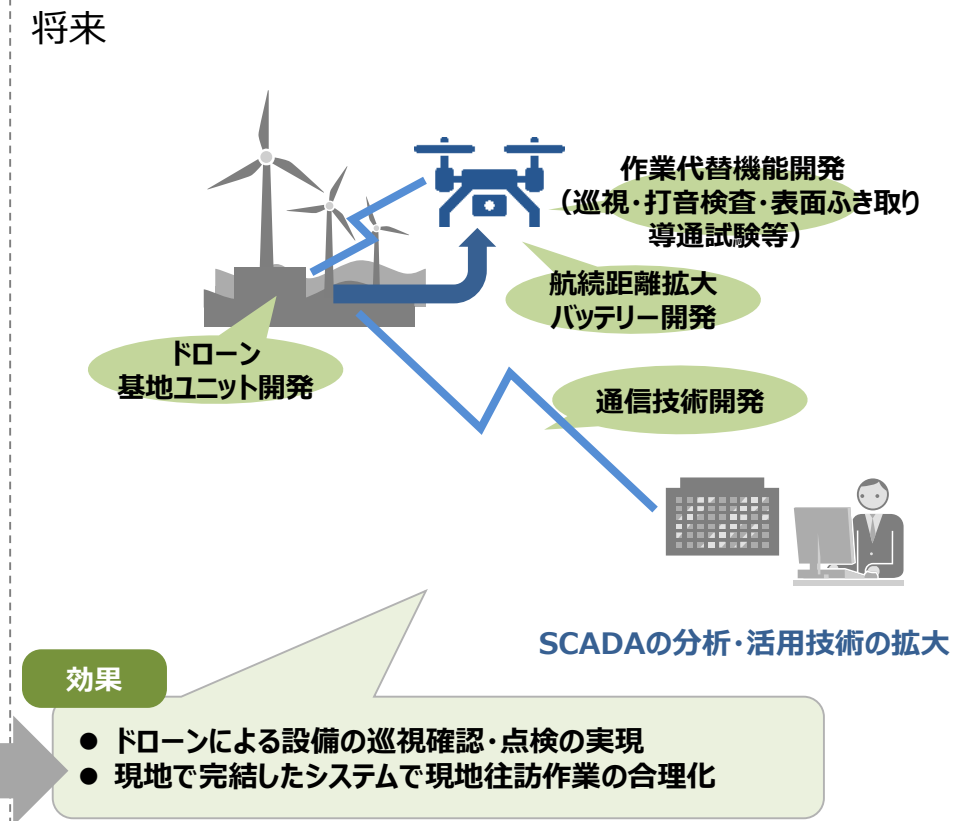 将来
作業代替機能開発
（巡視・打音検査・表面ふき取り
導通試験等）
航続距離拡大
バッテリー開発
ドローン
基地ユニット開発
通信技術開発
SCADAの分析・活用技術の拡大
効果
● ドローンによる設備の巡視確認・点検の実現
● 現地で完結したシステムで現地往訪作業の合理化